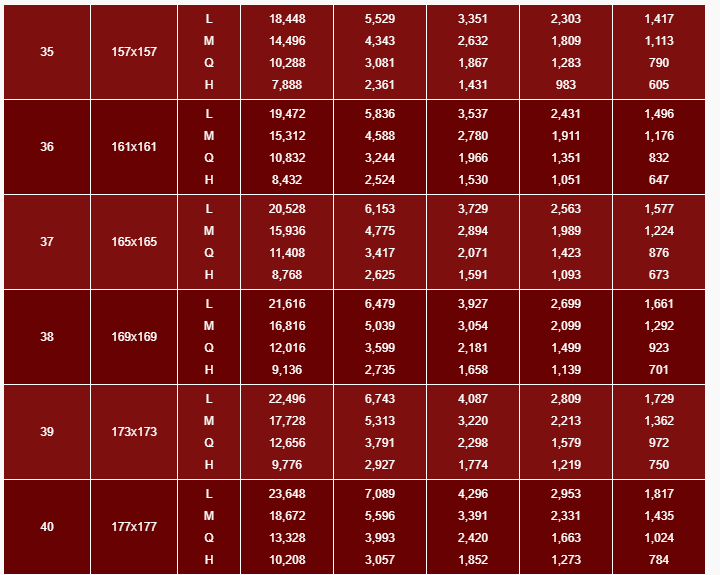 L 18,448 5,529 3,351 2,303 1,417
M 14,496 4,343 2,632 1,809 1,113
35 157x157
Q 10,288 3,081 1,867 1,283 790
H 7,888 2,361 1,431 983 605
L 19,472 5,836 3,537 2,431 1,496
M 15,312 4,588 2,780 1,911 1,176
36 161x161
Q 10,832 3,244 1,966 1,351 832
H 8,432 2,524 1,530 1,051 647
L 20,528 6,153 3,729 2,563 1,577
M 15,936 4,775 2,894 1,989 1,224
37 165x165
Q 11,408 3,417 2,071 1,423 876
H 8,768 2,625 1,591 1,093 673
L 21,616 6,479 3,927 2,699 1,661
M 16,816 5,039 3,054 2,099 1,292
38 169x169
Q 12,016 3,599 2,181 1,499 923
H 9,136 2,735 1,658 1,139 701
L 22,496 6,743 4,087 2,809 1,729
M 17,728 5,313 3,220 2,213 1,362
39 173x173
Q 12,656 3,791 2,298 1,579 972
H 9,776 2,927 1,774 1,219 750
L 23,648 7,089 4,296 2,953 1,817
M 18,672 5,596 3,391 2,331 1,435
40 177x177
Q 13,328 3,993 2,420 1,663 1,024
H 10,208 3,057 1,852 1,273 784